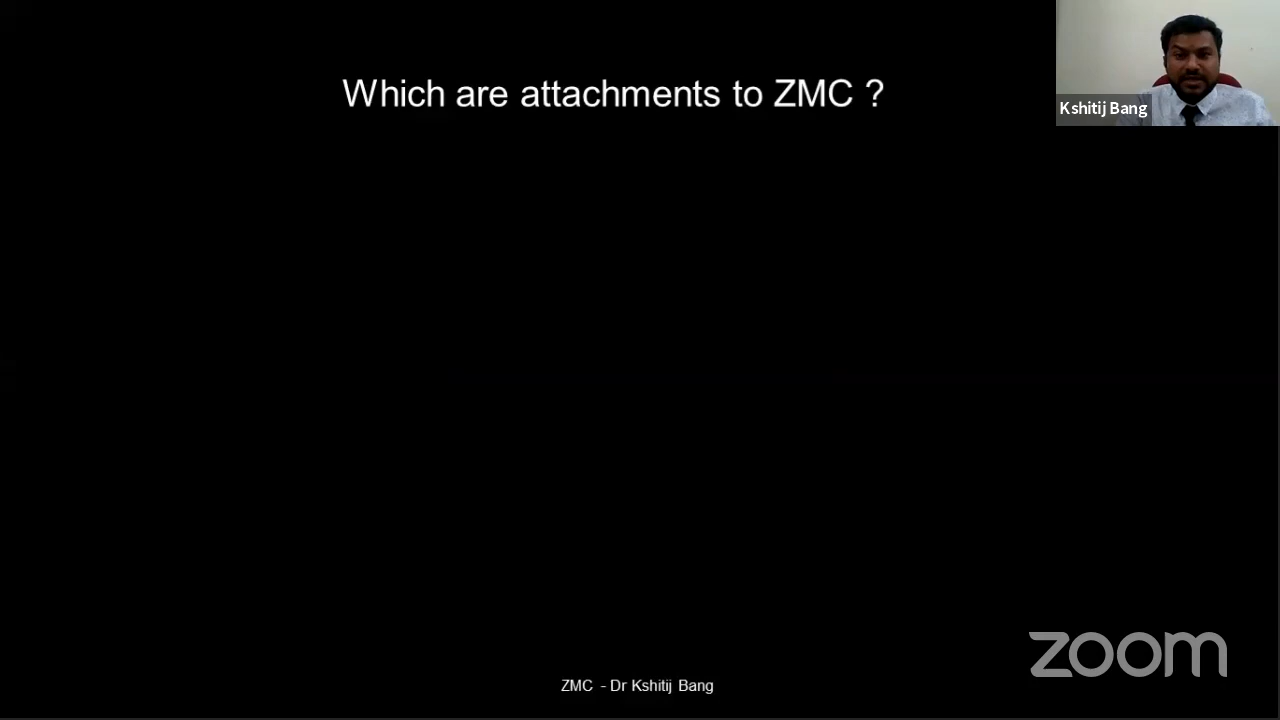 Which are attachments to ZMC ?
Kshitij Bang
zoom
ZMC - Dr Kshitij Bang